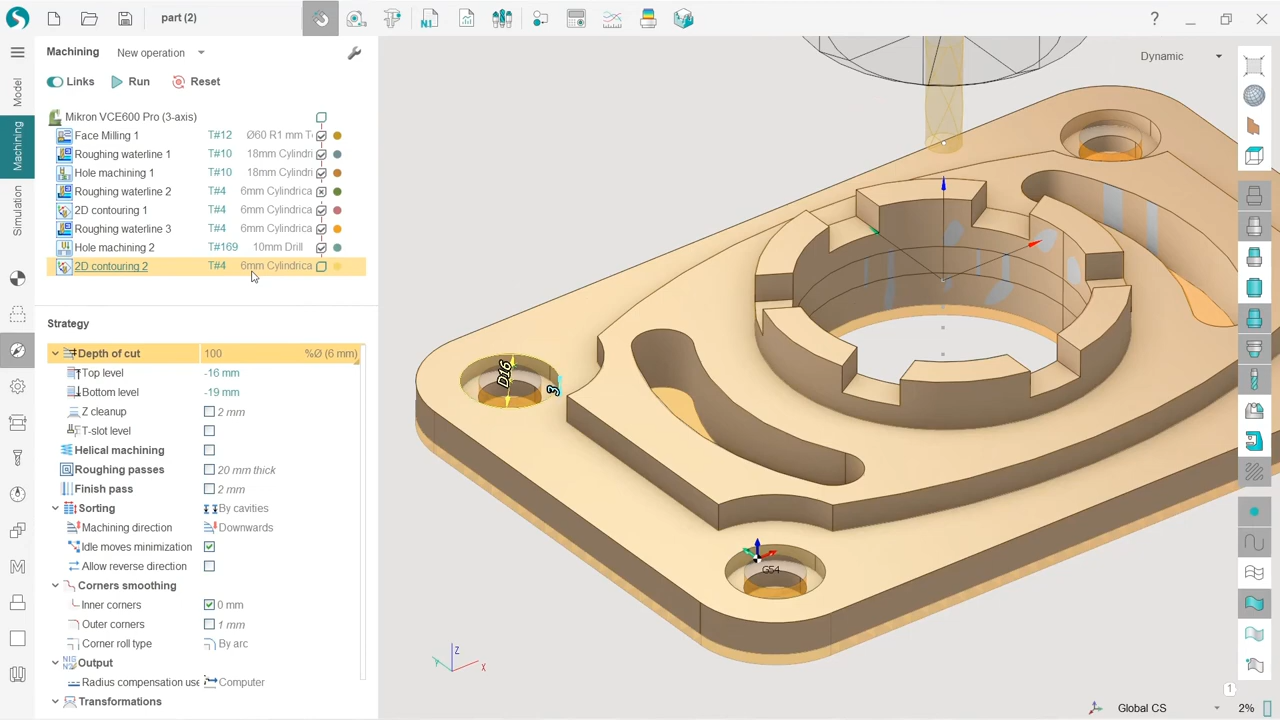 part (2)
?
Machining
New operation
Links
Run
Reset
Model
Machining
Simulation
Mikron VCE600 Pro (3-axis)
Face Milling 1 T#12 Ø60 R1 mm T
Roughing waterline 1 T#10 18mm Cylindri
Hole machining 1 T#10 18mm Cylindri
Roughing waterline 2 T#4 6mm Cylindrica
2D contouring 1 T#4 6mm Cylindrica
Roughing waterline 3 T#4 6mm Cylindrica
Hole machining 2 T#169 10mm Drill
2D contouring 2 T#4 6mm Cylindrica
Strategy
Depth of cut 100 %Ø (6 mm)
Top level -16 mm
Bottom level -19 mm
Z cleanup 2 mm
T-slot level
Helical machining
Roughing passes 20 mm thick
Finish pass 2 mm
Sorting By cavities
Machining direction Downwards
Idle moves minimization
Allow reverse direction
Corners smoothing
Inner corners 0 mm
Outer corners 1 mm
Corner roll type By arc
Output
Radius compensation use Computer
Transformations
Dynamic
D16
3
G54
Z
Y
X
1
Global CS
2%